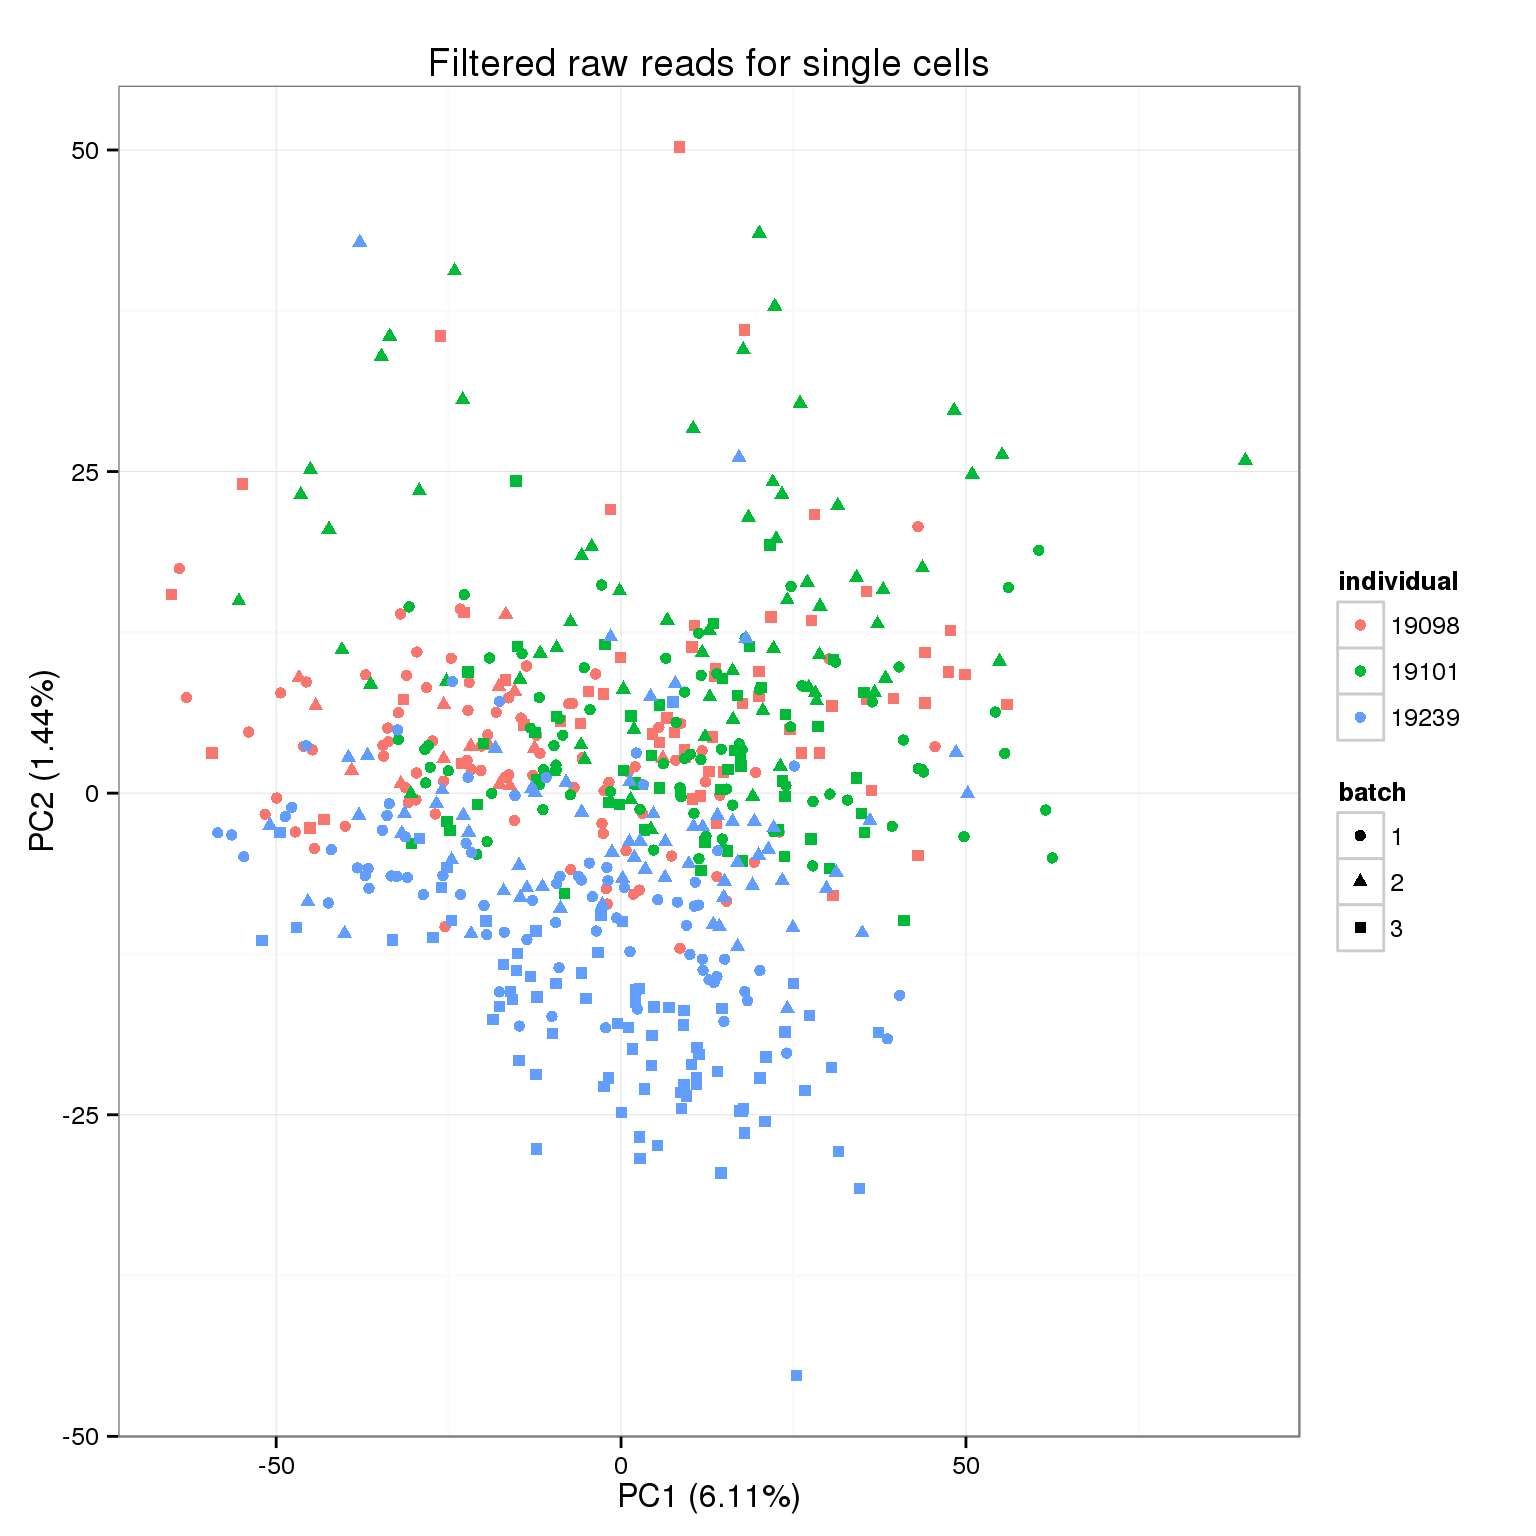 Filtered raw reads for single cells
PC2 (1.44%)
50
25
0
-25
-50
-50
0
50
PC1 (6.11%)
individual
19098
19101
19239
batch
1
2
3